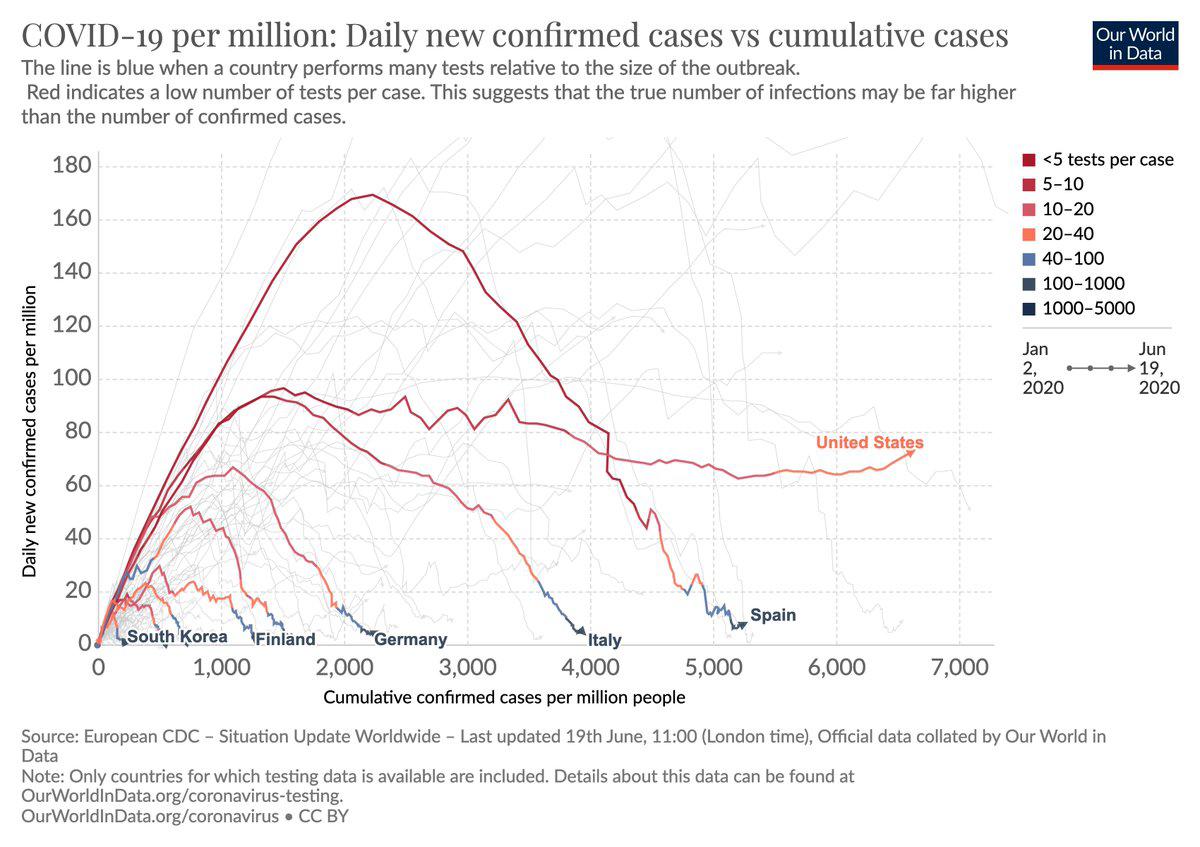 COVID-19 per million: Daily new confirmed cases vs cumulative cases
Our World
in Data
The line is blue when a country performs many tests relative to the size of the outbreak.
Red indicates a low number of tests per case. This suggests that the true number of infections may be far higher
than the number of confirmed cases.
180
160
140
120
100
80
60
40
20
0
Daily new confirmed cases per million
<5 tests per case
5–10
10–20
20–40
40–100
100–1000
1000–5000
Jan
2,
2020
Jun
19,
2020
United States
Spain
South Korea
Finland
Germany
Italy
0
1,000
2,000
3,000
4,000
5,000
6,000
7,000
Cumulative confirmed cases per million people
Source: European CDC – Situation Update Worldwide – Last updated 19th June, 11:00 (London time), Official data collated by Our World in
Data
Note: Only countries for which testing data is available are included. Details about this data can be found at
OurWorldInData.org/coronavirus-testing.
OurWorldInData.org/coronavirus • CC BY